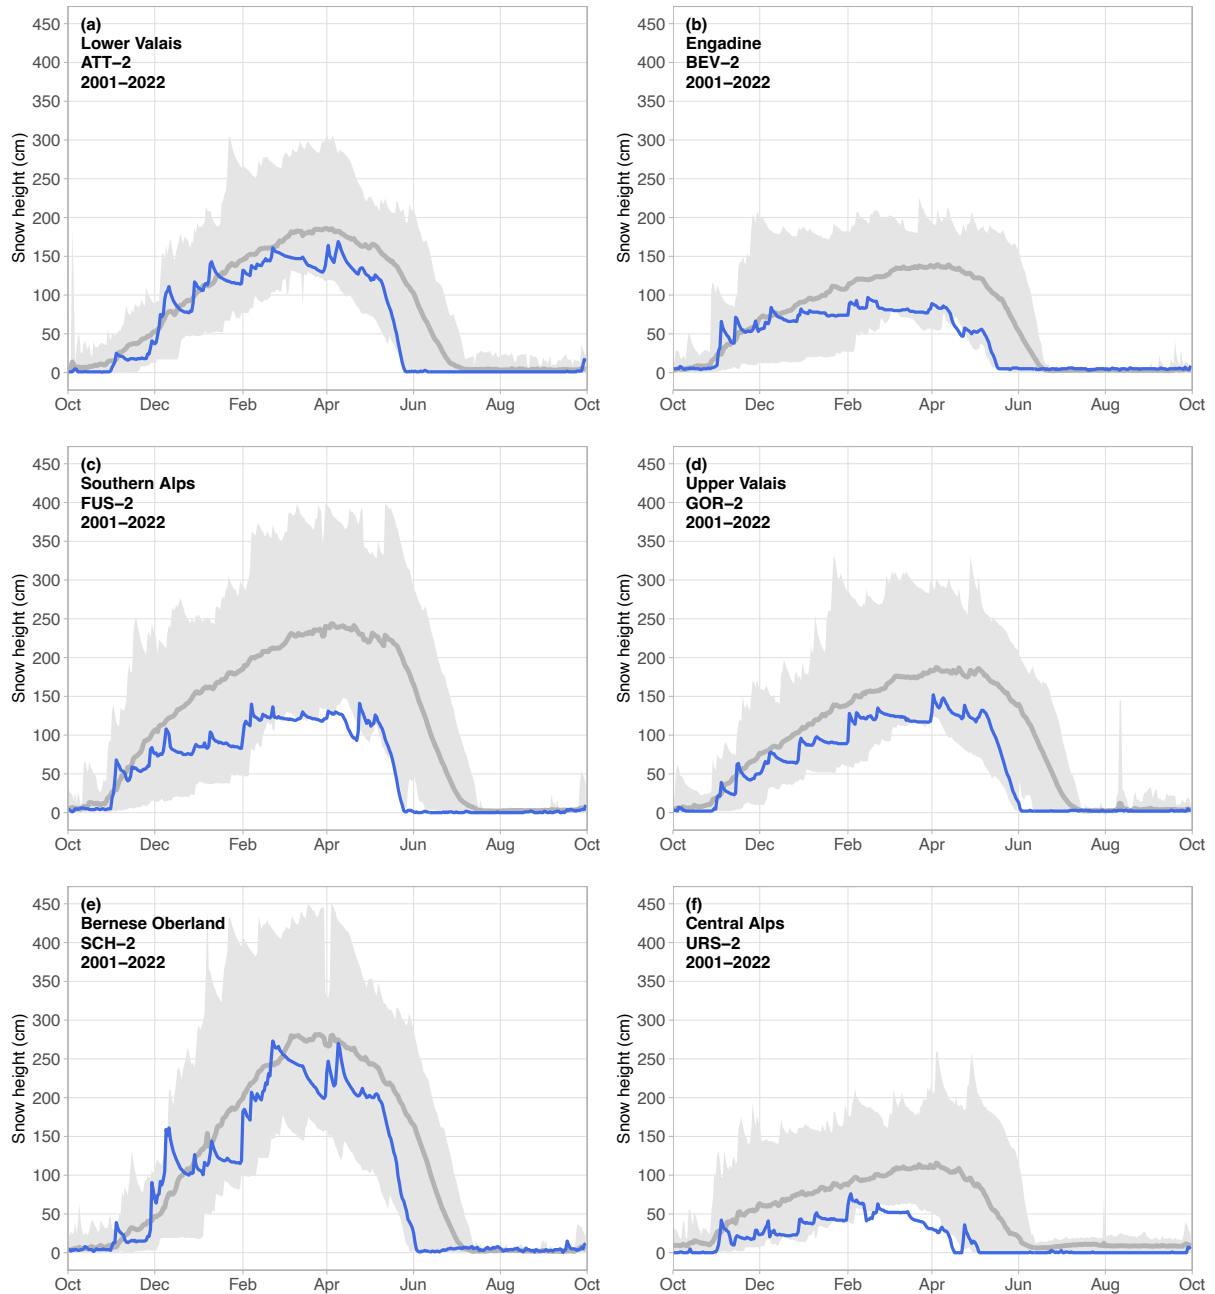 450
400
350
300
250
200
150
100
50
0
Snow height (cm)
(a)
Lower Valais
ATT−2
2001−2022
Oct Dec Feb Apr Jun Aug Oct
450
400
350
300
250
200
150
100
50
0
Snow height (cm)
(b)
Engadine
BEV−2
2001−2022
Oct Dec Feb Apr Jun Aug Oct
450
400
350
300
250
200
150
100
50
0
Snow height (cm)
(c)
Southern Alps
FUS−2
2001−2022
Oct Dec Feb Apr Jun Aug Oct
450
400
350
300
250
200
150
100
50
0
Snow height (cm)
(d)
Upper Valais
GOR−2
2001−2022
Oct Dec Feb Apr Jun Aug Oct
450
400
350
300
250
200
150
100
50
0
Snow height (cm)
(e)
Bernese Oberland
SCH−2
2001−2022
Oct Dec Feb Apr Jun Aug Oct
450
400
350
300
250
200
150
100
50
0
Snow height (cm)
(f)
Central Alps
URS−2
2001−2022
Oct Dec Feb Apr Jun Aug Oct